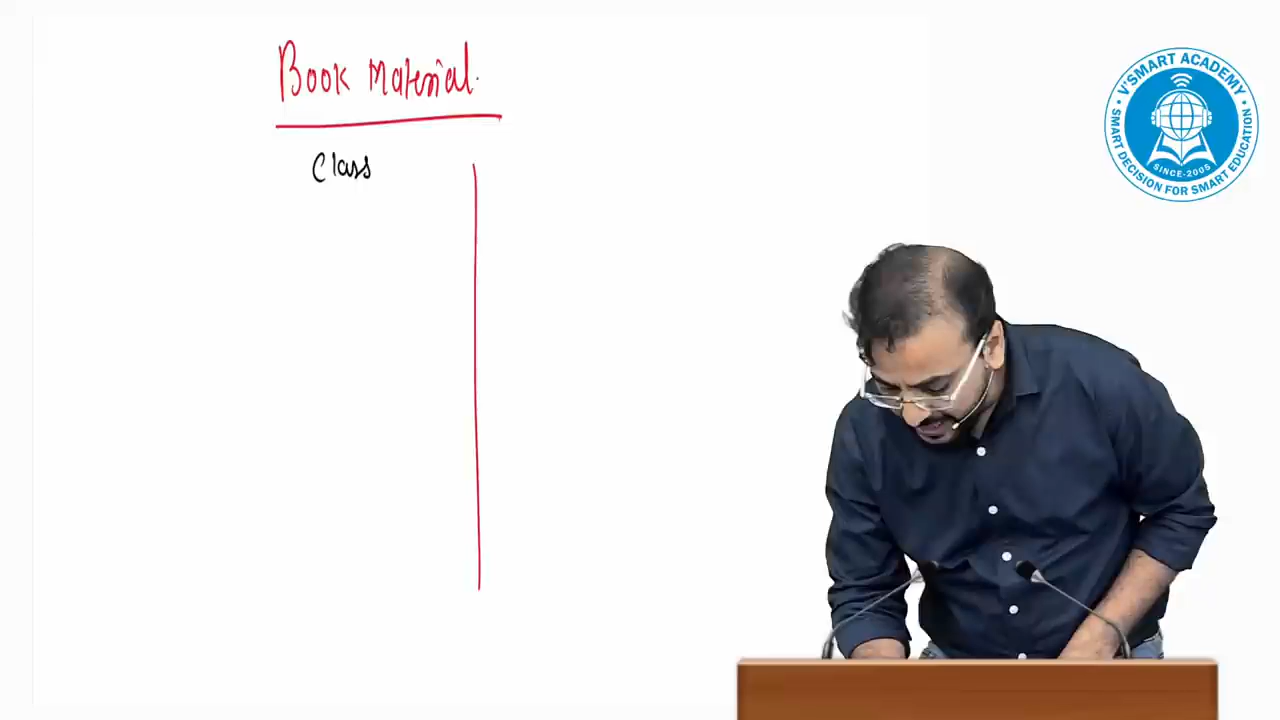 Book Material.
Class
V'SMART ACADEMY
SINCE-2005
SMART DECISION FOR SMART EDUCATION